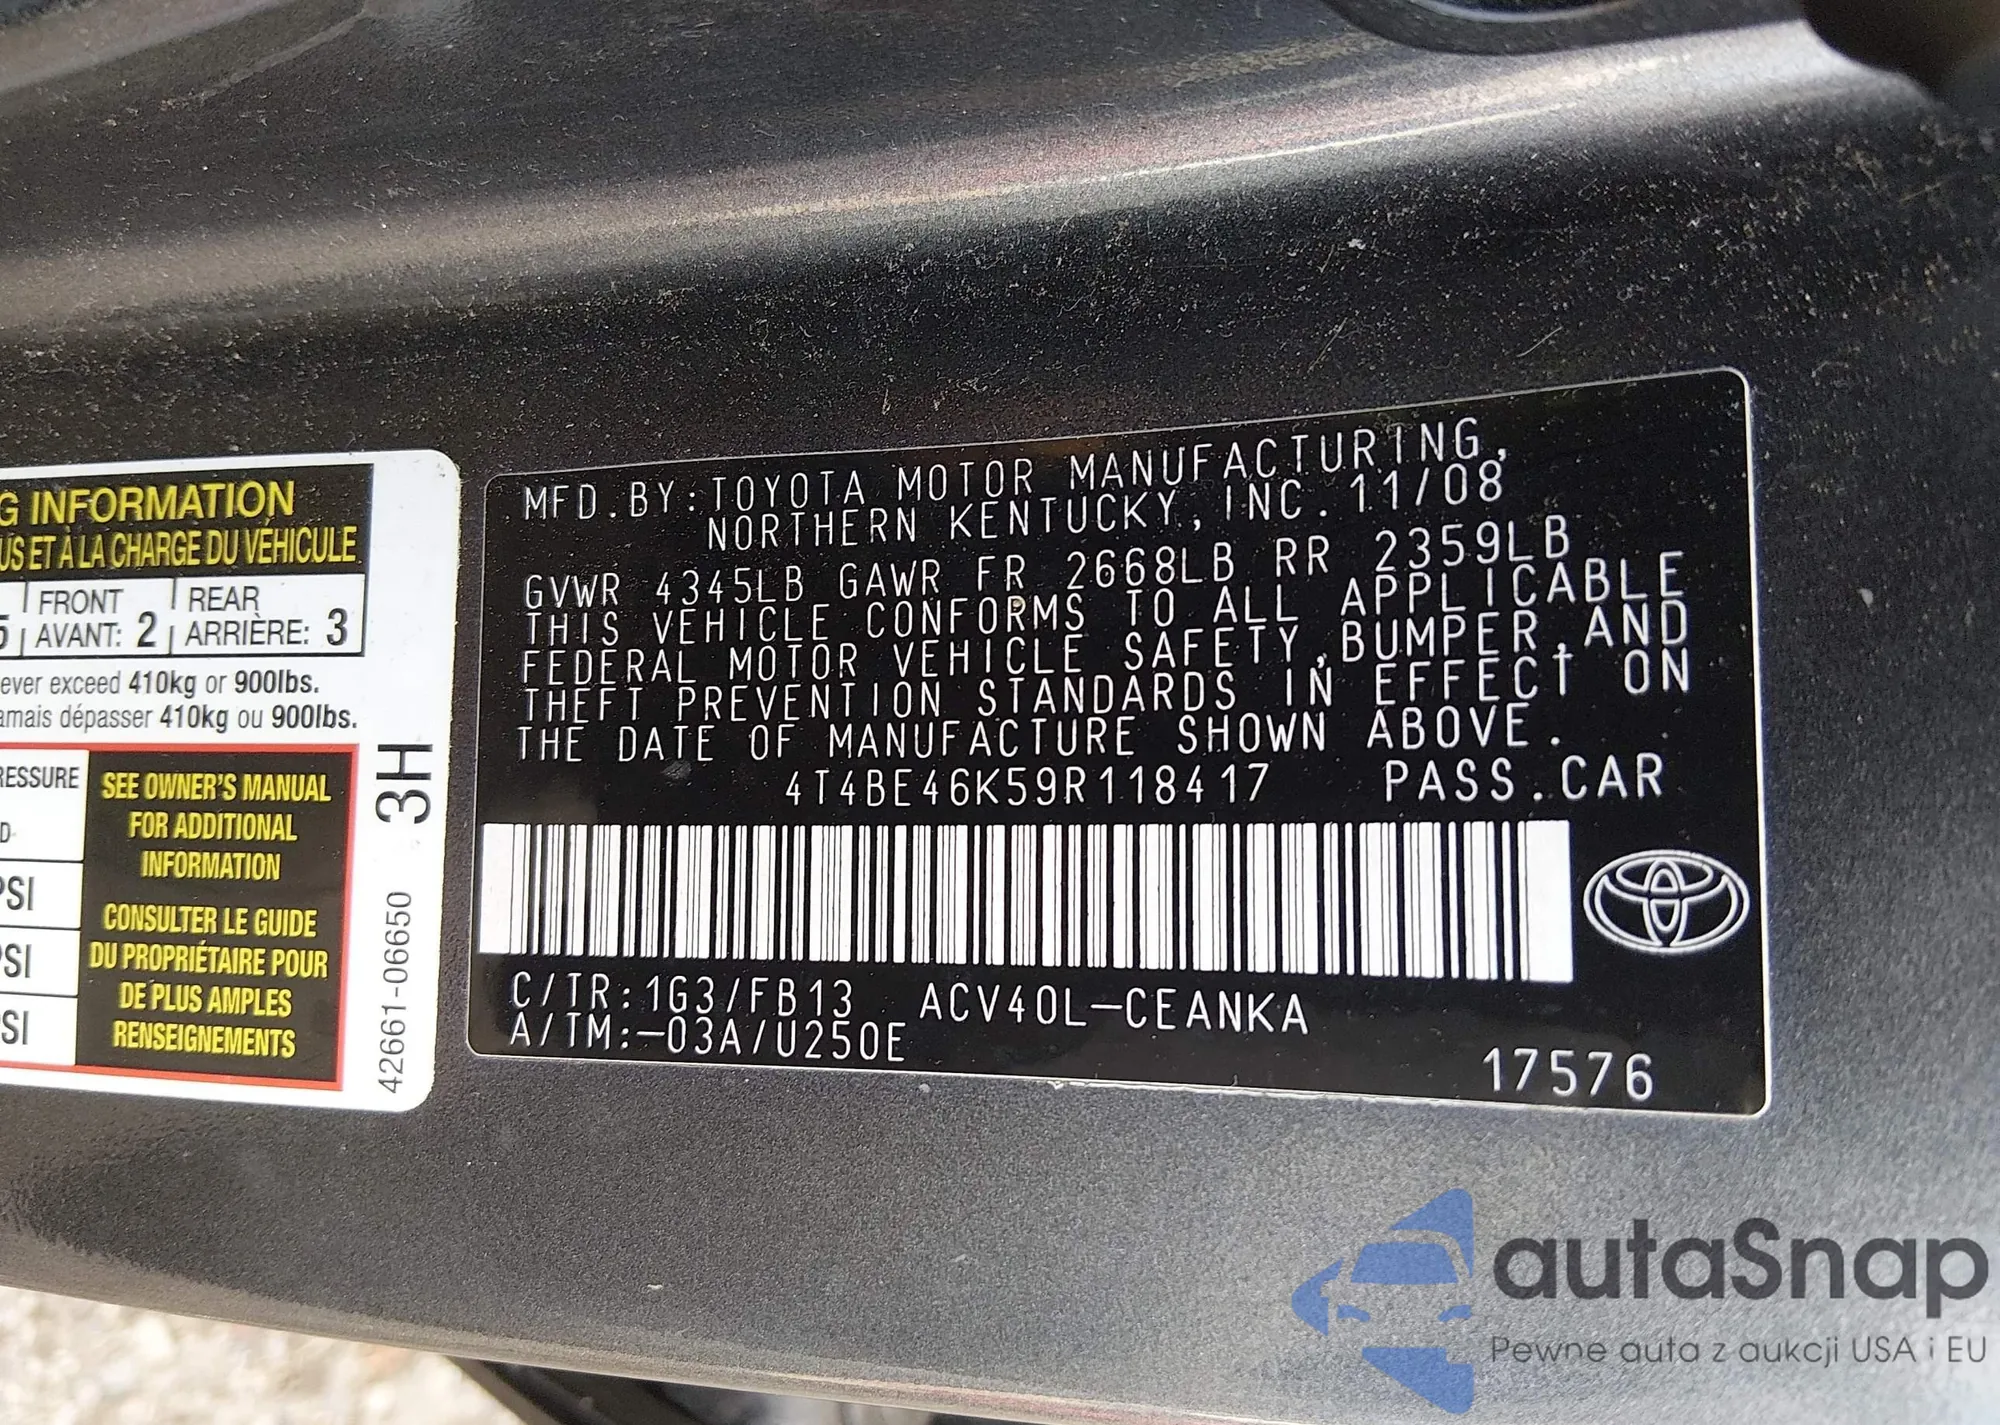 G INFORMATION
US ET À LA CHARGE DU VÉHICULE
5 FRONT REAR
AVANT: 2 ARRIÈRE: 3
ever exceed 410kg or 900lbs.
amais dépasser 410kg ou 900lbs.
RESSURE
D
PSI
PSI
SI
SEE OWNER'S MANUAL
FOR ADDITIONAL
INFORMATION
CONSULTER LE GUIDE
DU PROPRIÉTAIRE POUR
DE PLUS AMPLES
RENSEIGNEMENTS
3H
42661-06650
MFD.BY:TOYOTA MOTOR MANUFACTURING,
NORTHERN KENTUCKY, INC. 11/08
GVWR 4345LB GAWR FR 2668LB RR 2359LB
THIS VEHICLE CONFORMS TO ALL APPLICABLE
FEDERAL MOTOR VEHICLE SAFETY,BUMPER,AND
THEFT PREVENTION STANDARDS IN EFFECT ON
THE DATE OF MANUFACTURE SHOWN ABOVE.
4T4BE46K59R118417 PASS.CAR
C/TR:1G3/FB13 ACV40L-CEANKA
A/TM:-03A/U250E
17576
autaSnap
Pewne auta z aukcji USA i EU